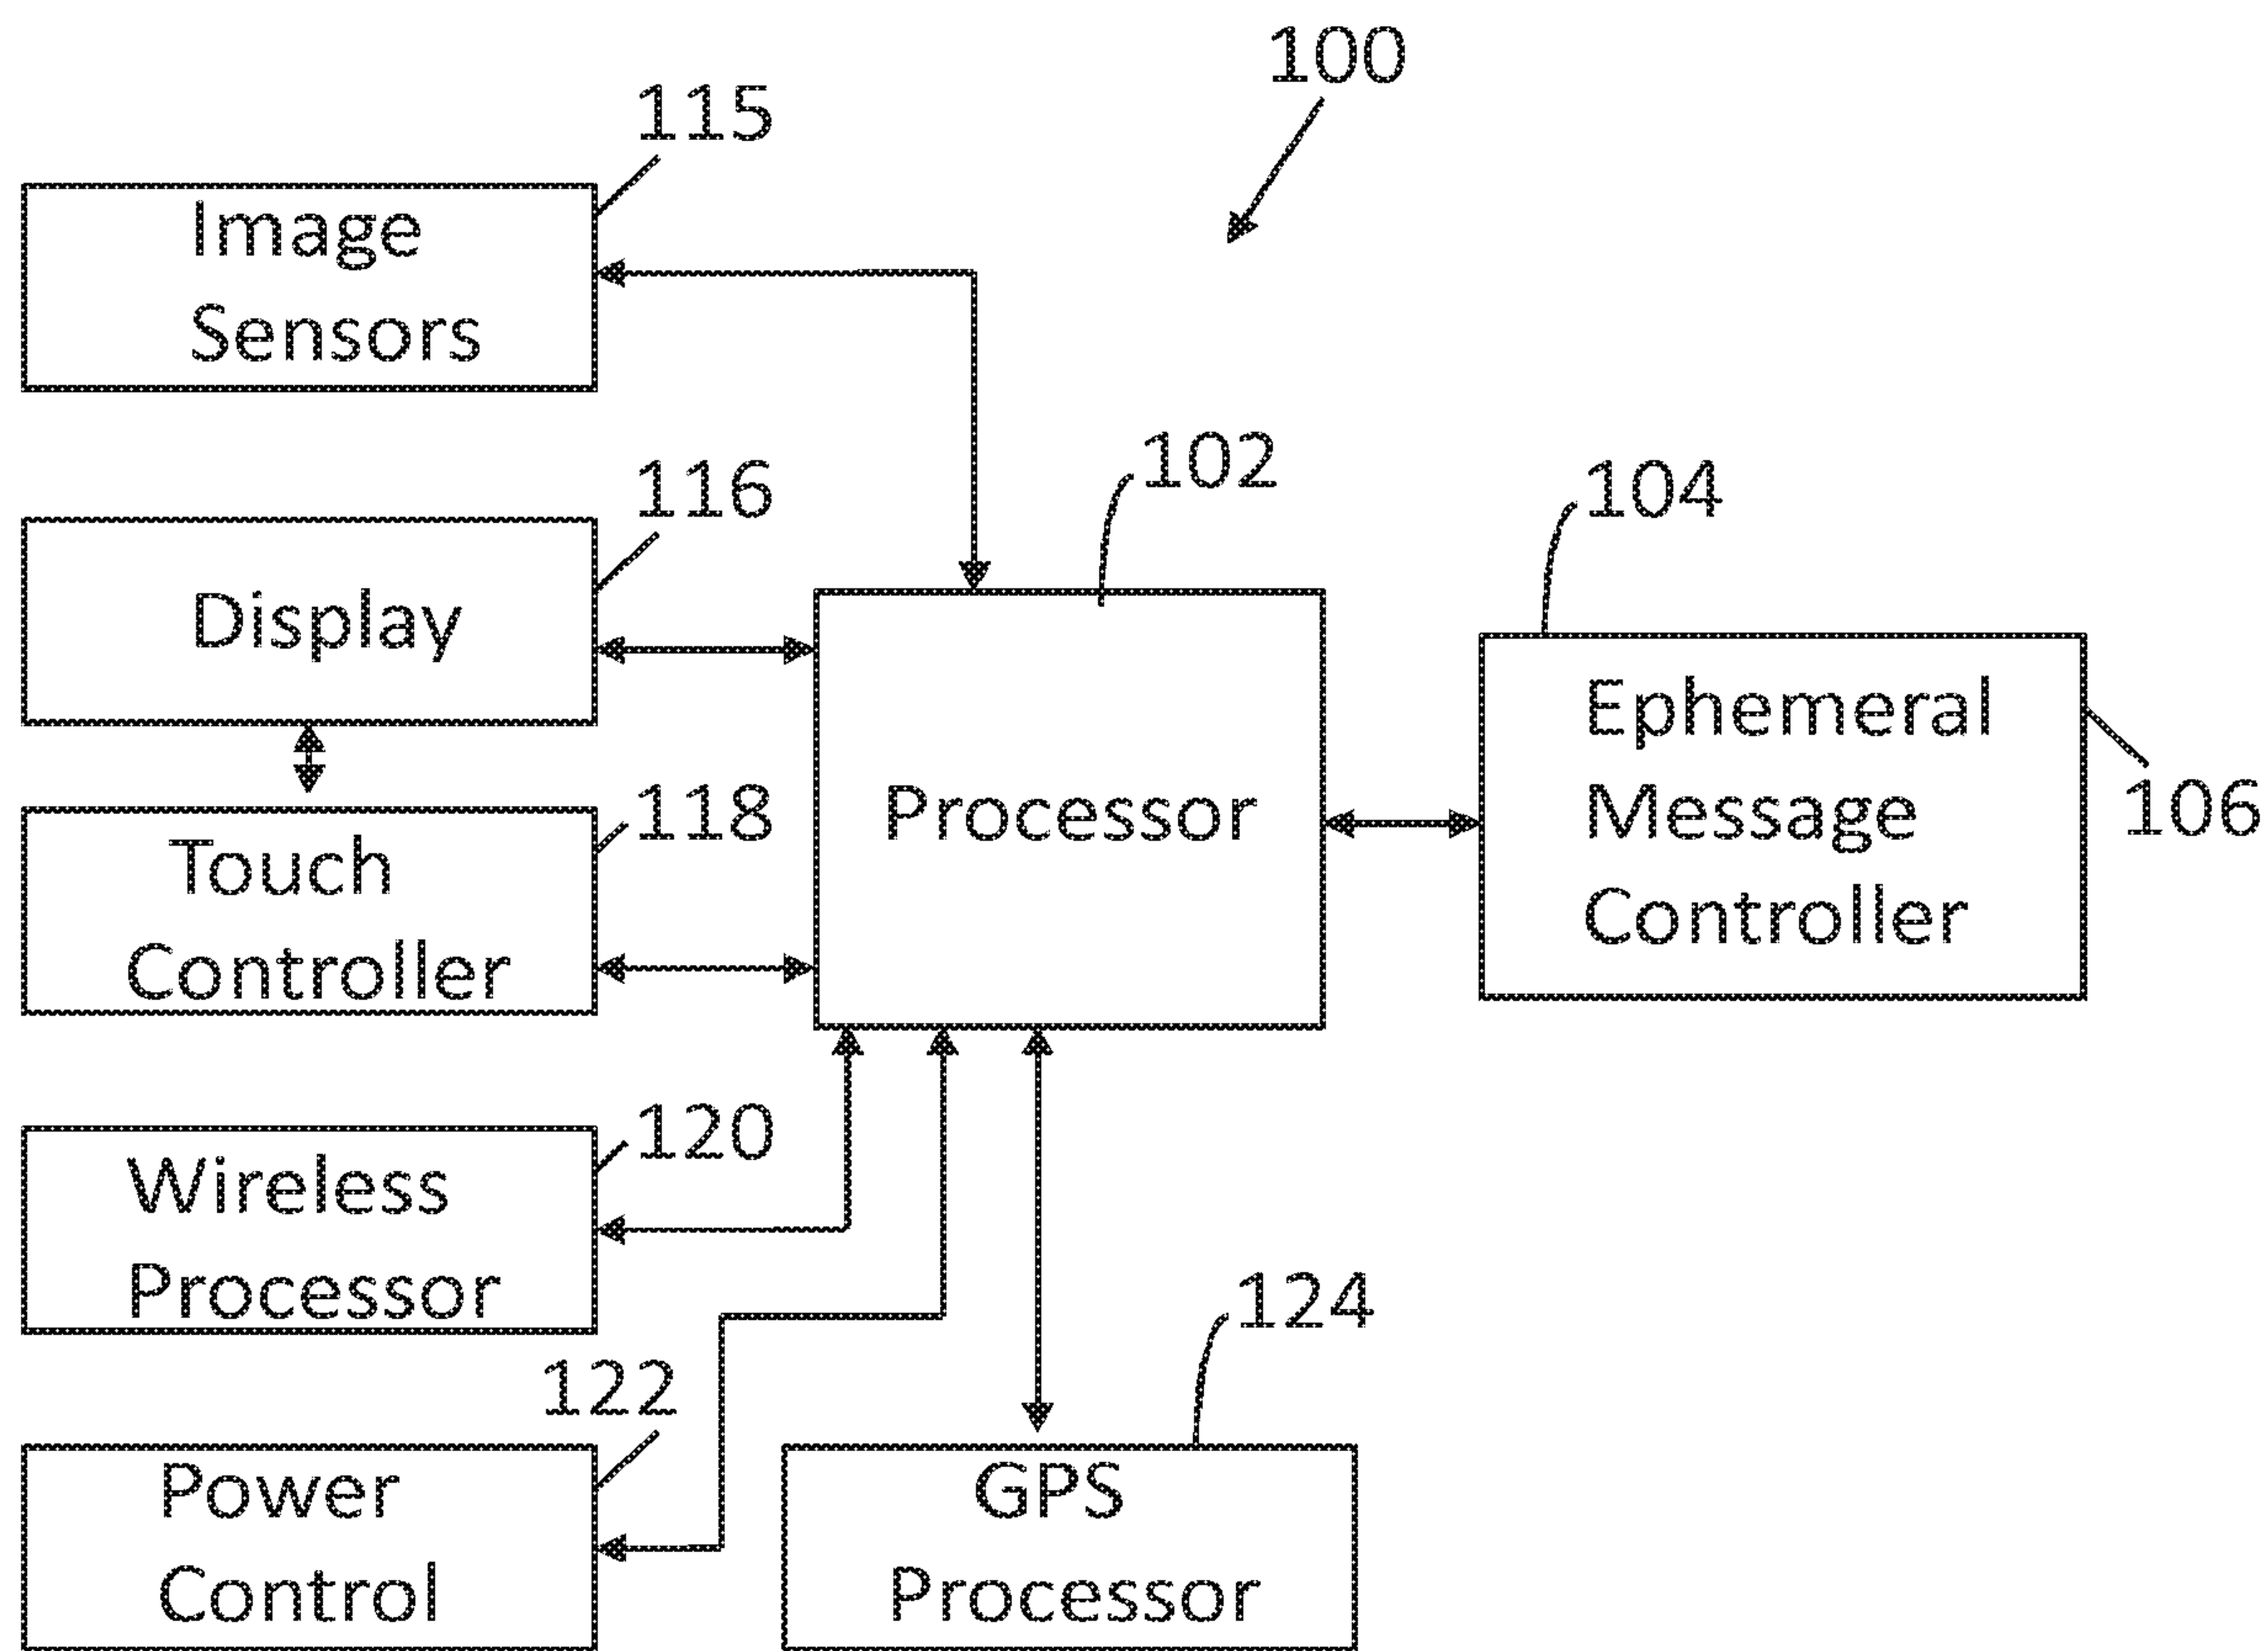 100
115
Image
Sensors
116
Display
102
Processor
104
Ephemeral
Message
Controller
106
118
Touch
Controller
120
Wireless
Processor
122
Power
Control
124
GPS
Processor